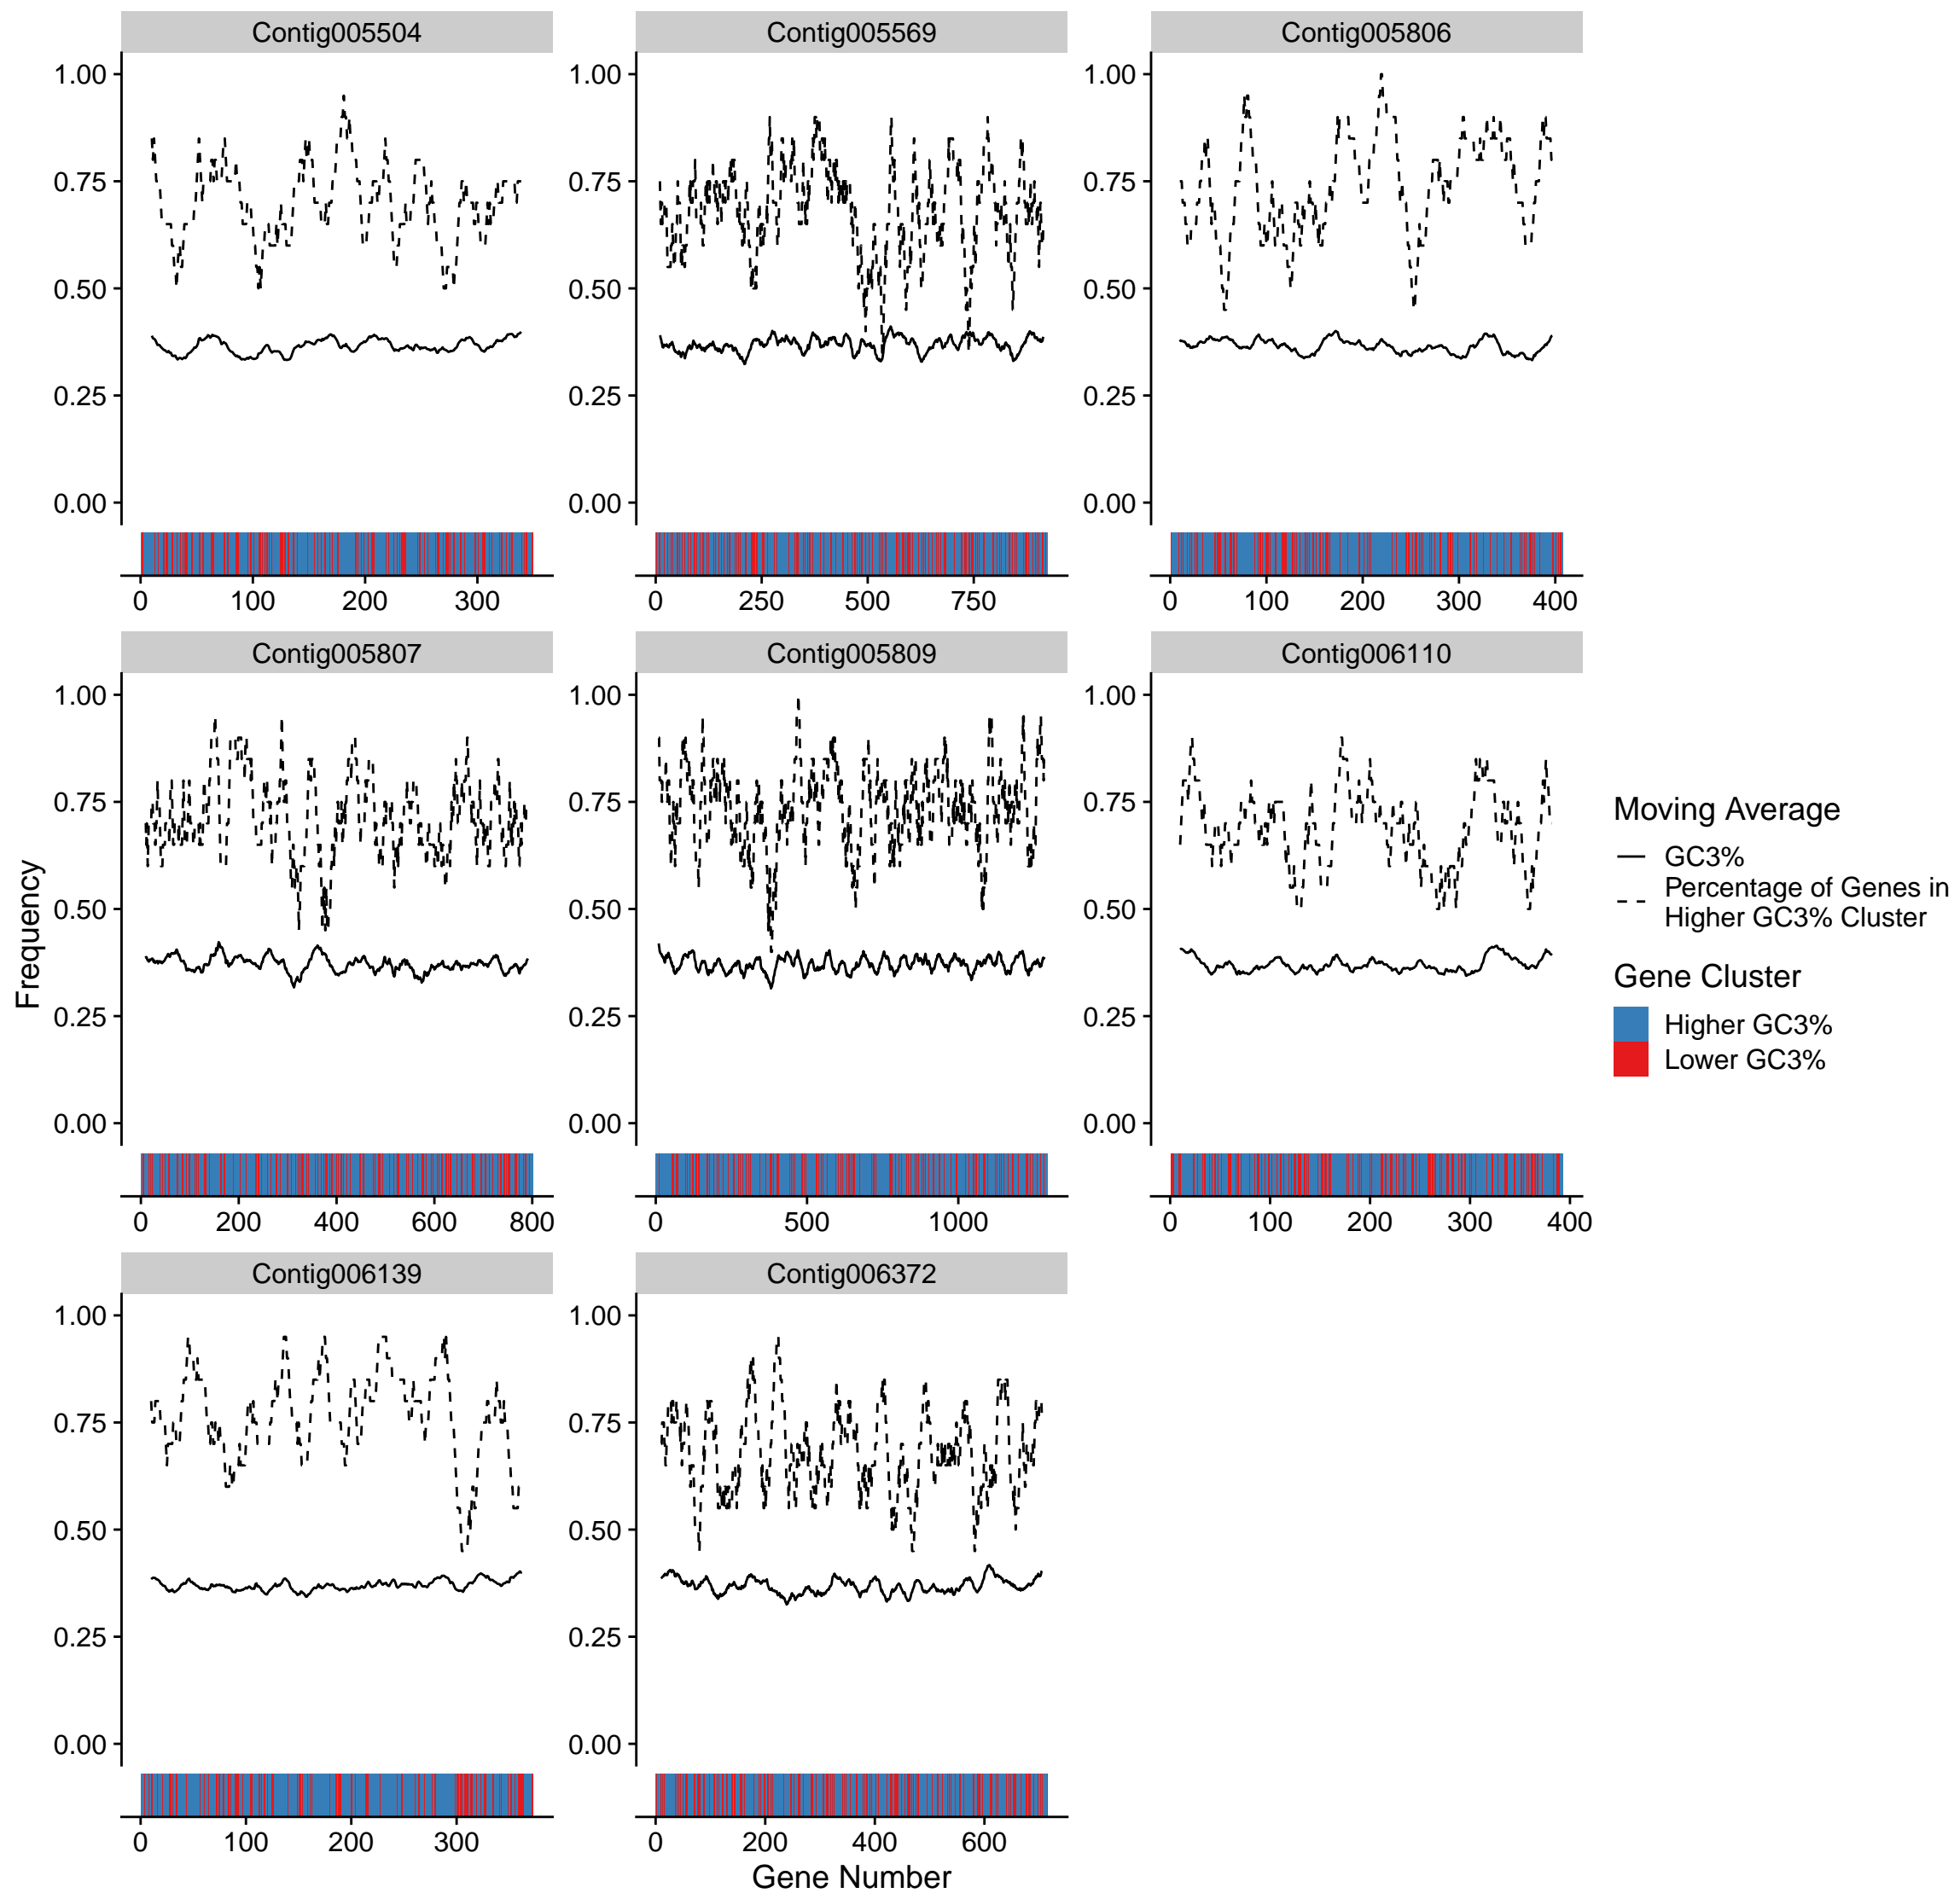 Contig005504
Contig005569
Contig005806
1.00
0.75
0.50
0.25
0.00
0 100 200 300
1.00
0.75
0.50
0.25
0.00
0 250 500 750
1.00
0.75
0.50
0.25
0.00
0 100 200 300 400
Contig005807
Contig005809
Contig006110
1.00
0.75
0.50
0.25
0.00
0 200 400 600 800
1.00
0.75
0.50
0.25
0.00
0 500 1000
1.00
0.75
0.50
0.25
0.00
0 100 200 300 400
Contig006139
Contig006372
1.00
0.75
0.50
0.25
0.00
0 100 200 300
1.00
0.75
0.50
0.25
0.00
0 200 400 600
Frequency
Gene Number
Moving Average
GC3%
Percentage of Genes in
Higher GC3% Cluster
Gene Cluster
Higher GC3%
Lower GC3%